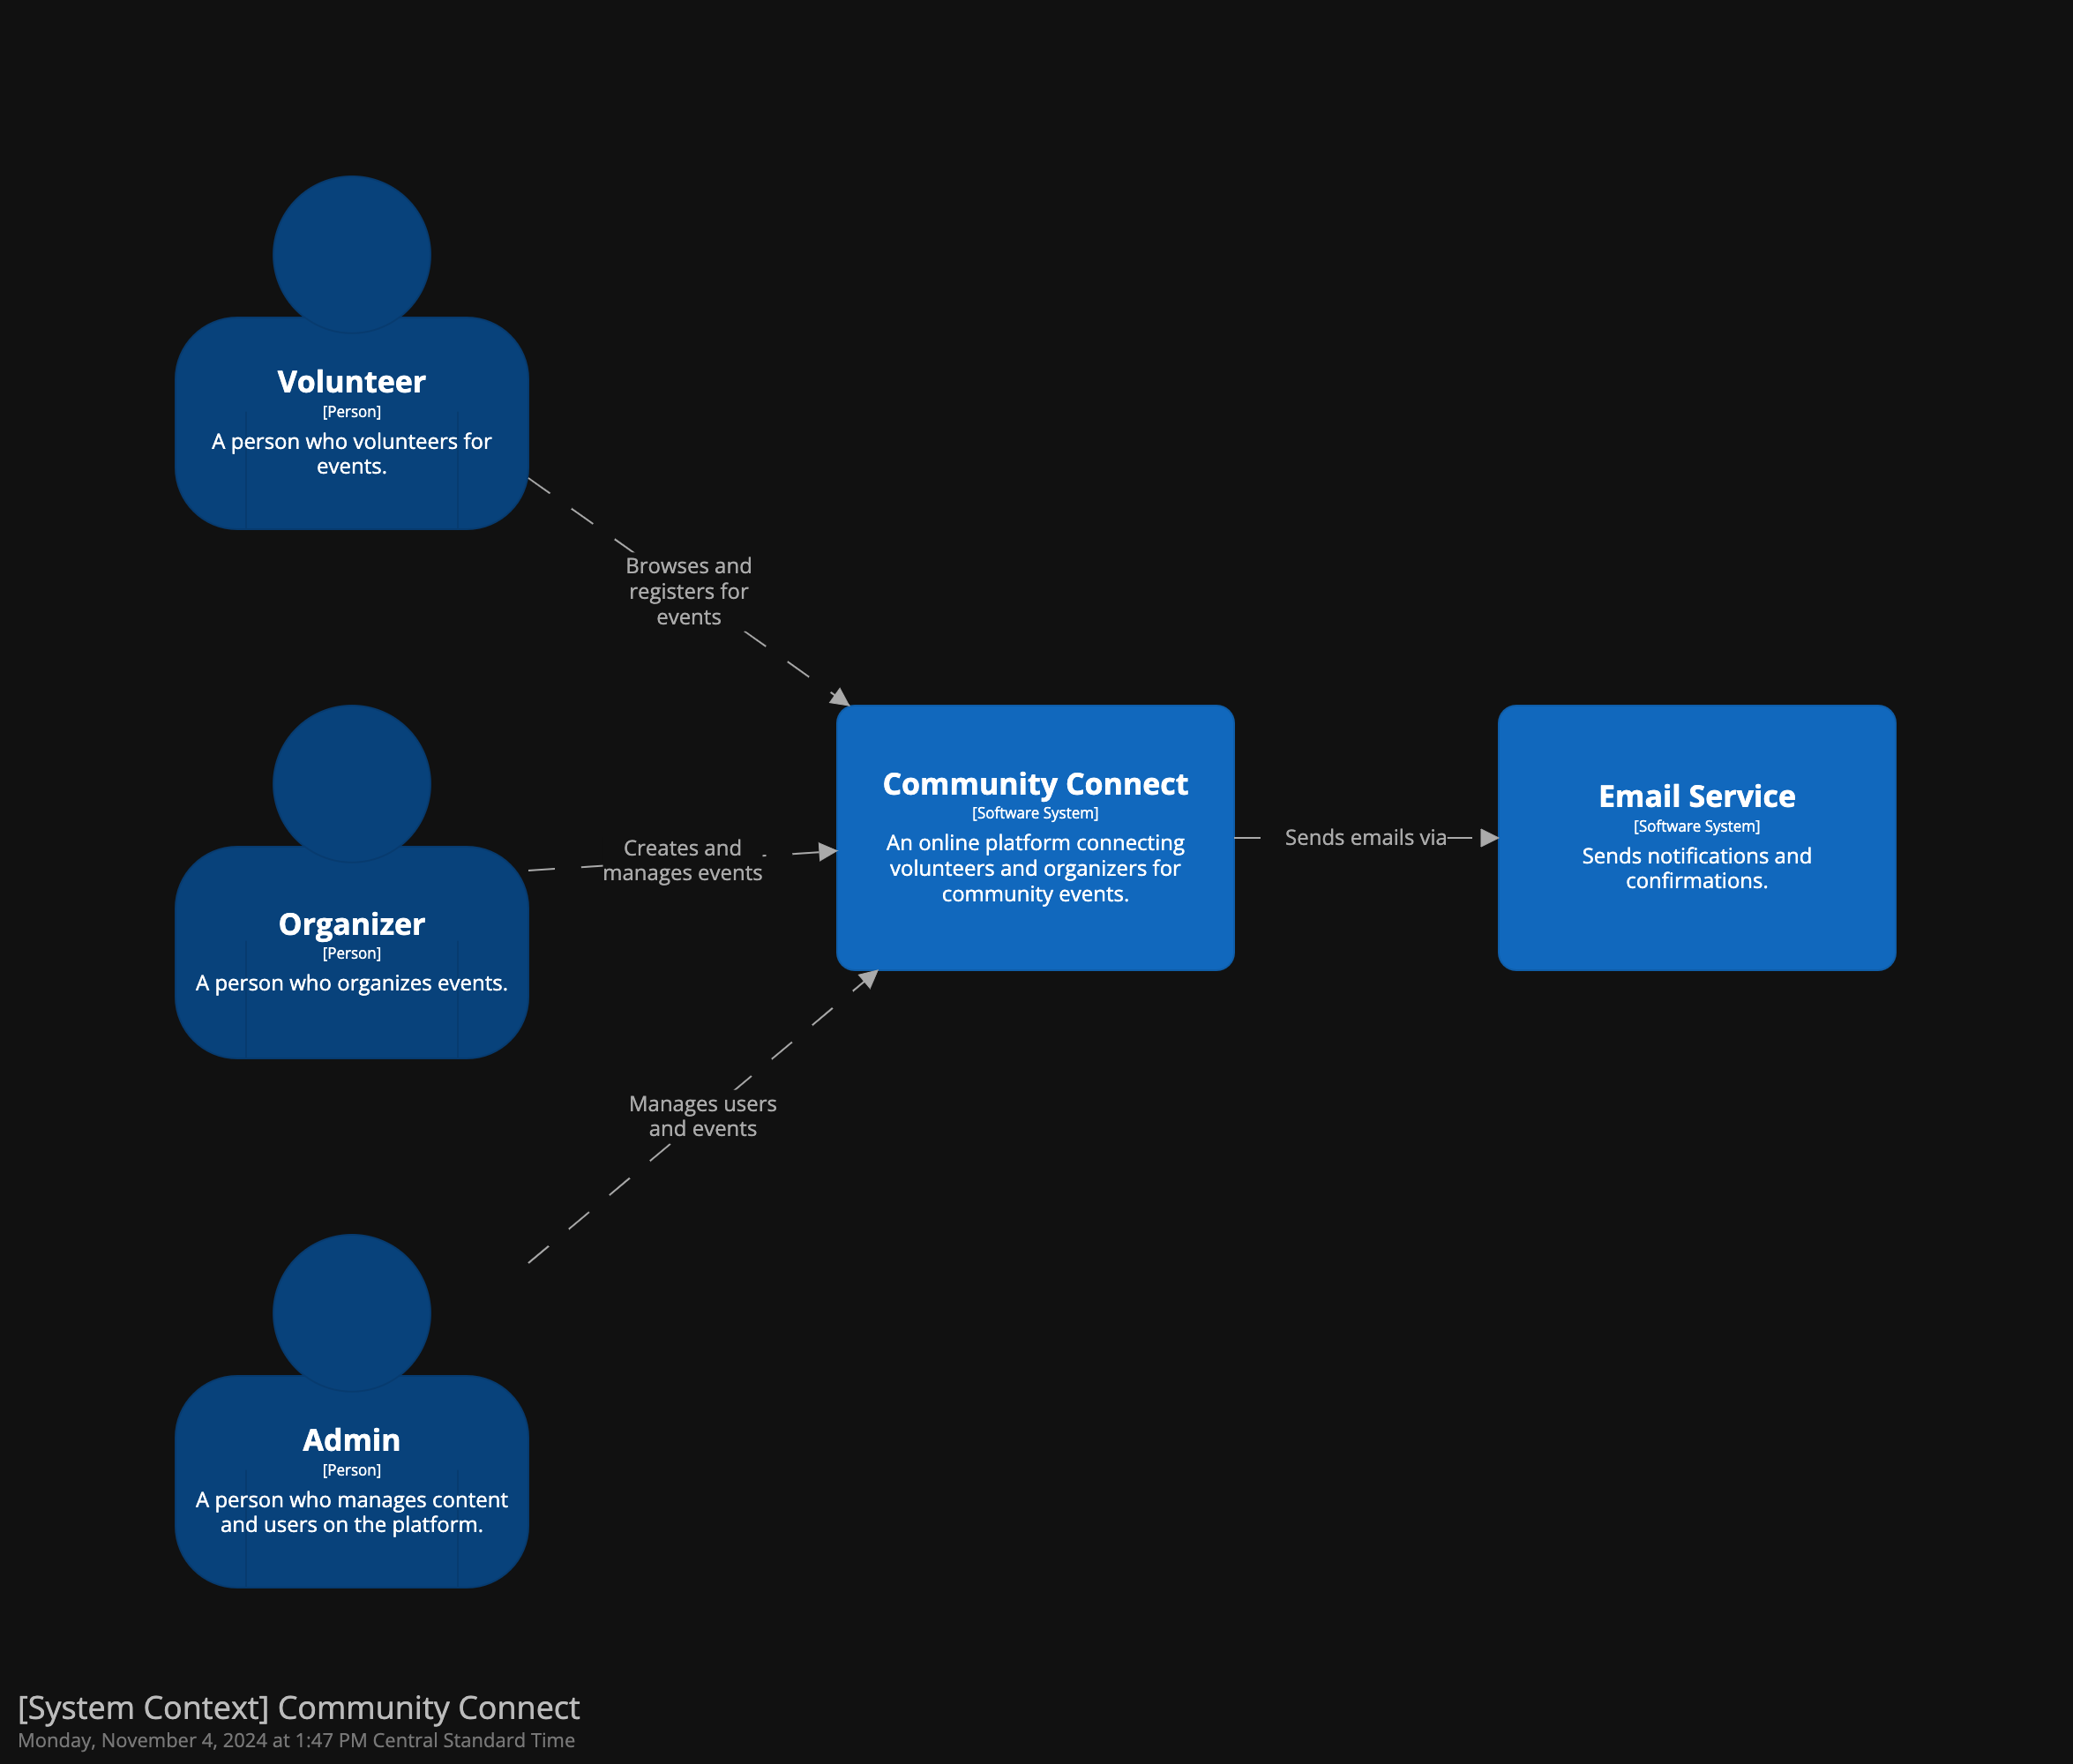 Volunteer
[Person]
A person who volunteers for
events.
Browses and
registers for
events
Organizer
[Person]
A person who organizes events.
Creates and
manages events
Community Connect
[Software System]
An online platform connecting
volunteers and organizers for
community events.
Sends emails via
Email Service
[Software System]
Sends notifications and
confirmations.
Manages users
and events
Admin
[Person]
A person who manages content
and users on the platform.
[System Context] Community Connect
Monday, November 4, 2024 at 1:47 PM Central Standard Time